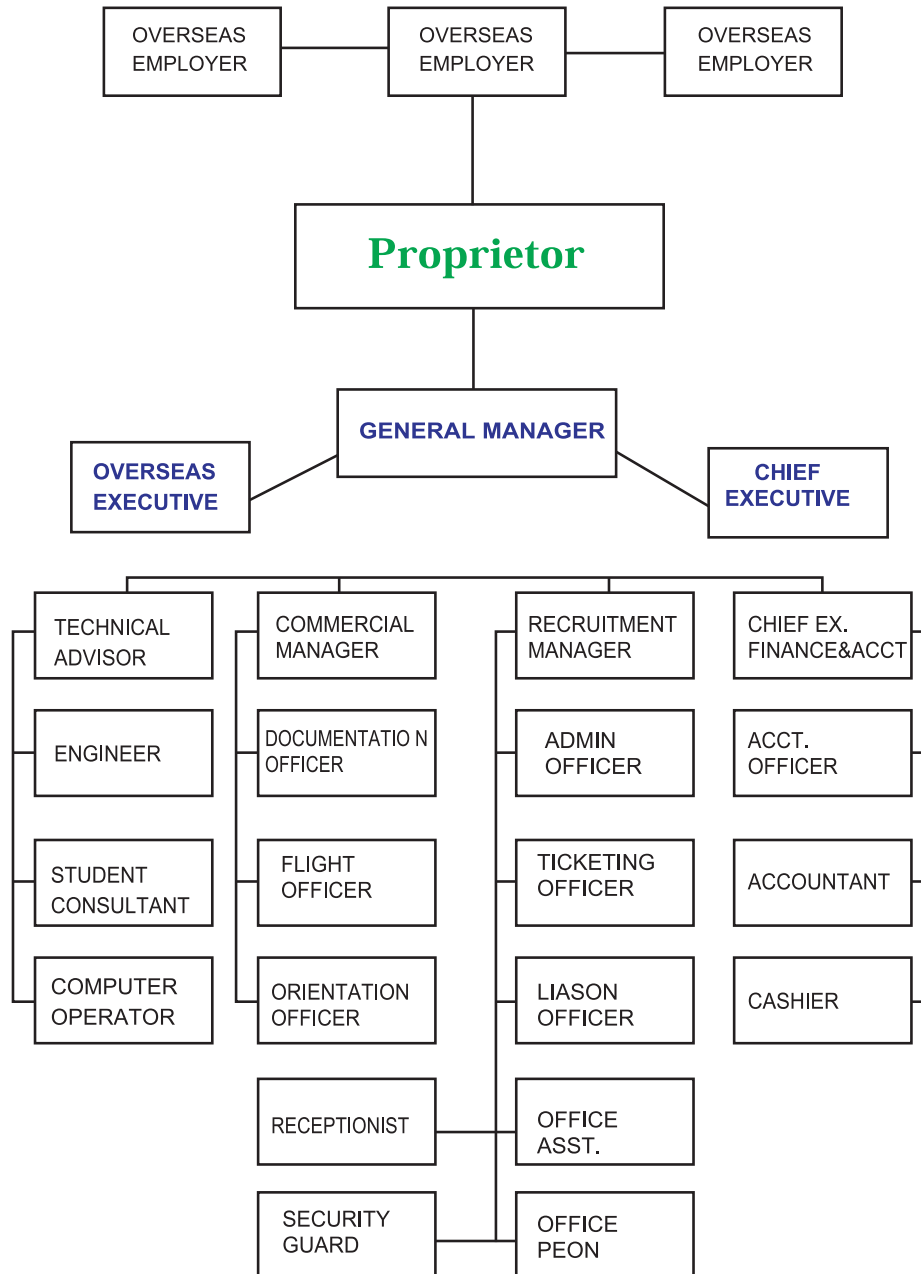 OVERSEAS
EMPLOYER
OVERSEAS
EMPLOYER
OVERSEAS
EMPLOYER
Proprietor
GENERAL MANAGER
OVERSEAS
EXECUTIVE
CHIEF
EXECUTIVE
TECHNICAL
ADVISOR
COMMERCIAL
MANAGER
RECRUITMENT
MANAGER
CHIEF EX.
FINANCE&ACCT
ENGINEER
DOCUMENTATIO N
OFFICER
ADMIN
OFFICER
ACCT.
OFFICER
STUDENT
CONSULTANT
FLIGHT
OFFICER
TICKETING
OFFICER
ACCOUNTANT
COMPUTER
OPERATOR
ORIENTATION
OFFICER
LIASON
OFFICER
CASHIER
RECEPTIONIST
OFFICE
ASST.
SECURITY
GUARD
OFFICE
PEON